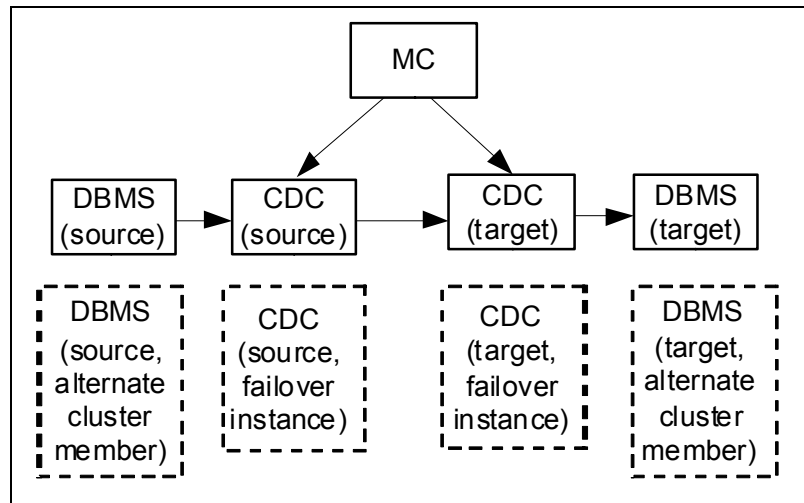 MC
DBMS
(source)
CDC
(source)
CDC
(target)
DBMS
(target)
DBMS
(source,
alternate
cluster
member)
CDC
(source,
failover
instance)
CDC
(target,
failover
instance)
DBMS
(target,
alternate
cluster
member)